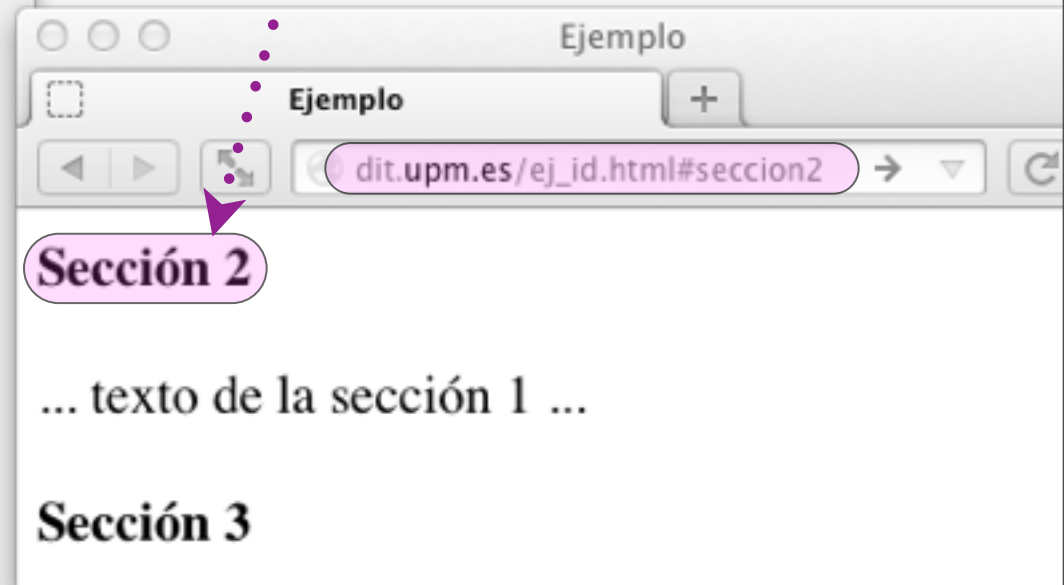 Ejemplo
Ejemplo
dit.upm.es/ej_id.html#seccion2
Sección 2
... texto de la sección 1 ...
Sección 3